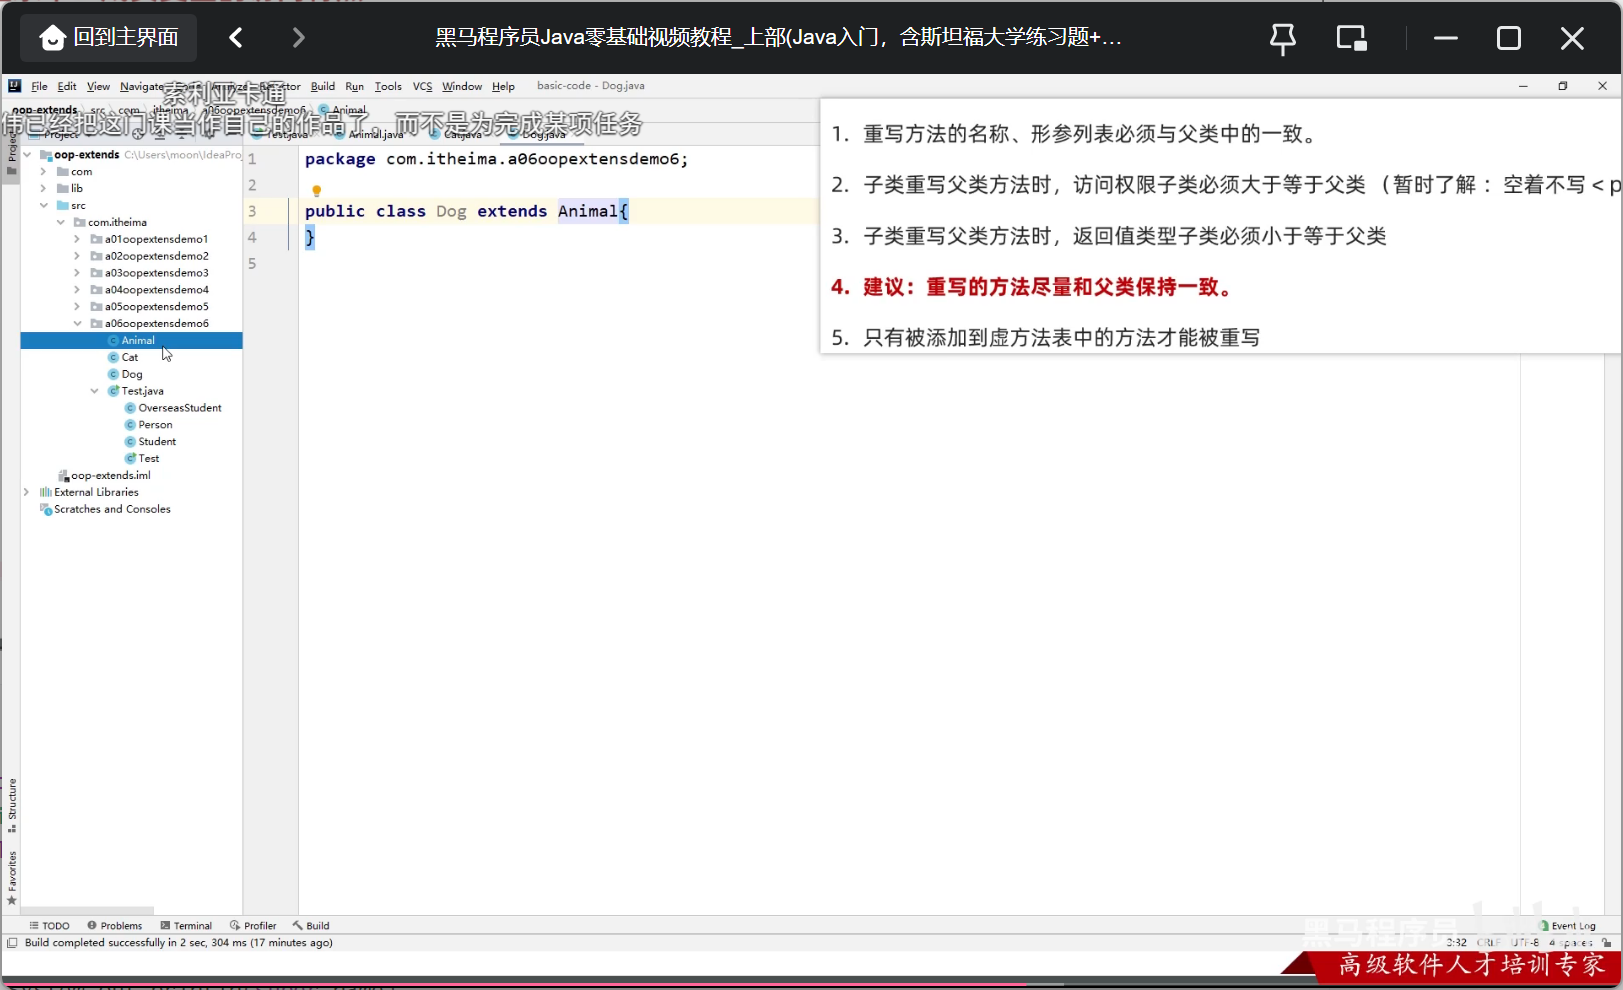 回到主界面
黑马程序员Java零基础视频教程_上部(Java入门，含斯坦福大学练习题+...
File Edit View Navigate Build Run Tools VCS Window Help basic-code - Dog.java
索利亚卡通
oop-extends src com itheima a06oopextensdemo6 Animal
伟已经把这门课当作自己的作品了，而不是为完成某项任务
Project
Test.java Animal.java Cat.java Dog.java
oop-extends C:\Users\moon\IdeaPro
com
lib
src
com.itheima
a01oopextensdemo1
a02oopextensdemo2
a03oopextensdemo3
a04oopextensdemo4
a05oopextensdemo5
a06oopextensdemo6
Animal
Cat
Dog
Test.java
OverseasStudent
Person
Student
Test
oop-extends.iml
External Libraries
Scratches and Consoles
1 package com.itheima.a06oopextensdemo6;
2
3 public class Dog extends Animal{
4 }
5
1. 重写方法的名称、形参列表必须与父类中的一致。
2. 子类重写父类方法时，访问权限子类必须大于等于父类（暂时了解：空着不写 < p
3. 子类重写父类方法时，返回值类型子类必须小于等于父类
4. 建议：重写的方法尽量和父类保持一致。
5. 只有被添加到虚方法表中的方法才能被重写
Structure
Favorites
TODO Problems Terminal Profiler Build Event Log
Build completed successfully in 2 sec, 304 ms (17 minutes ago) 3:32 CRLF UTF-8 4 spaces
黑马程序员
高级软件人才培训专家